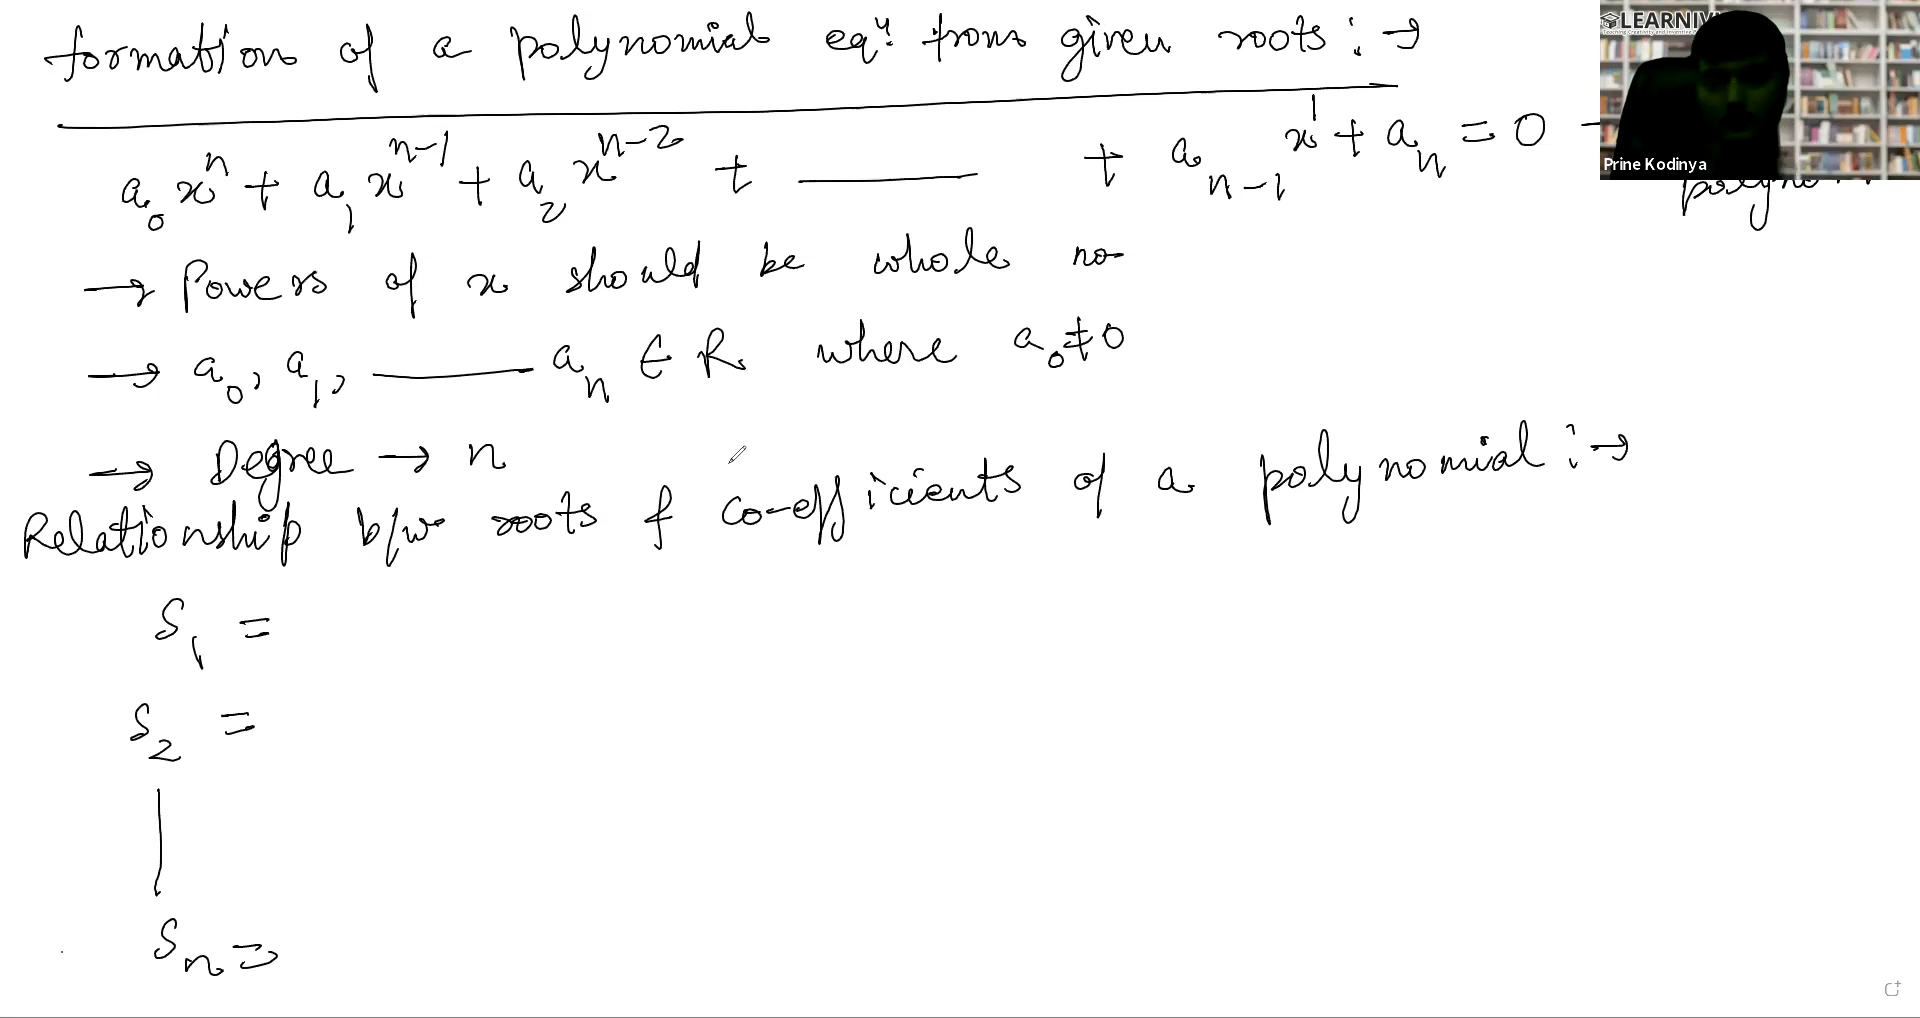 formation of a polynomial eqn. from given roots :→
LEARNIV
Prine Kodinya
a₀xⁿ + a₁xⁿ⁻¹ + a₂xⁿ⁻² + ——— + aₙ₋₁x¹ + aₙ = 0 -
→ Powers of x should be whole no.
→ a₀, a₁, ——— aₙ ∈ R where a₀ ≠ 0
→ Degree → n
Relationship b/w roots & co-efficients of a polynomial :→
S₁ =
S₂ =
|
Sₙ =